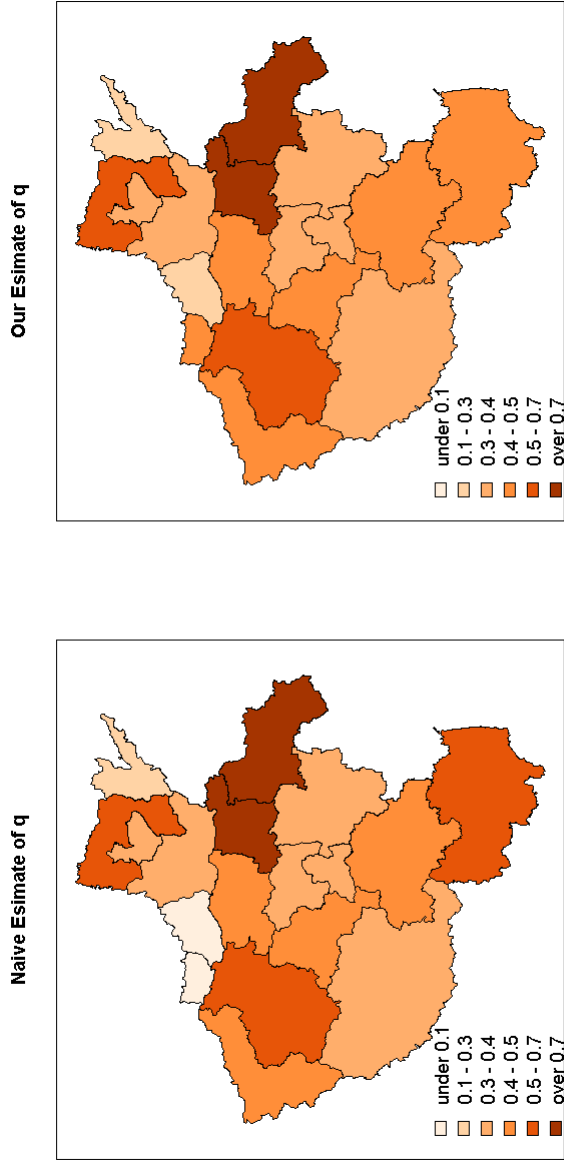 Naive Esimate of q
under 0.1
0.1 - 0.3
0.3 - 0.4
0.4 - 0.5
0.5 - 0.7
over 0.7
Our Esimate of q
under 0.1
0.1 - 0.3
0.3 - 0.4
0.4 - 0.5
0.5 - 0.7
over 0.7